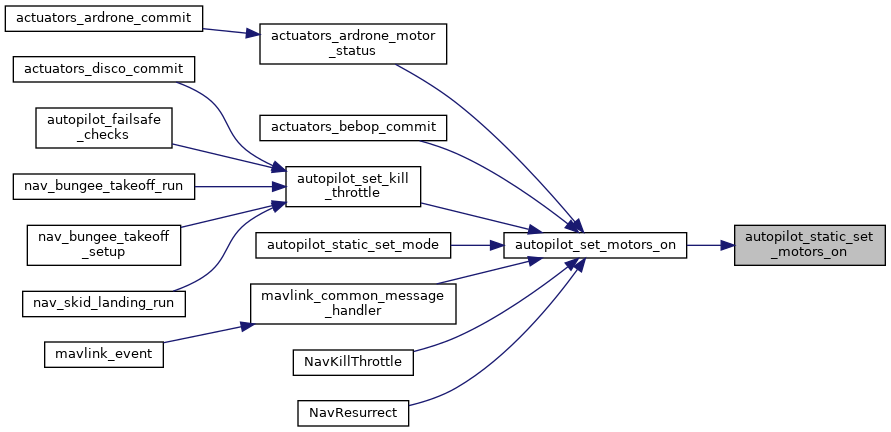 actuators_ardrone_commit
actuators_ardrone_motor
_status
actuators_disco_commit
autopilot_failsafe
_checks
actuators_bebop_commit
autopilot_set_kill
_throttle
nav_bungee_takeoff_run
nav_bungee_takeoff
_setup
autopilot_static_set_mode
autopilot_set_motors_on
autopilot_static_set
_motors_on
nav_skid_landing_run
mavlink_common_message
_handler
mavlink_event
NavKillThrottle
NavResurrect